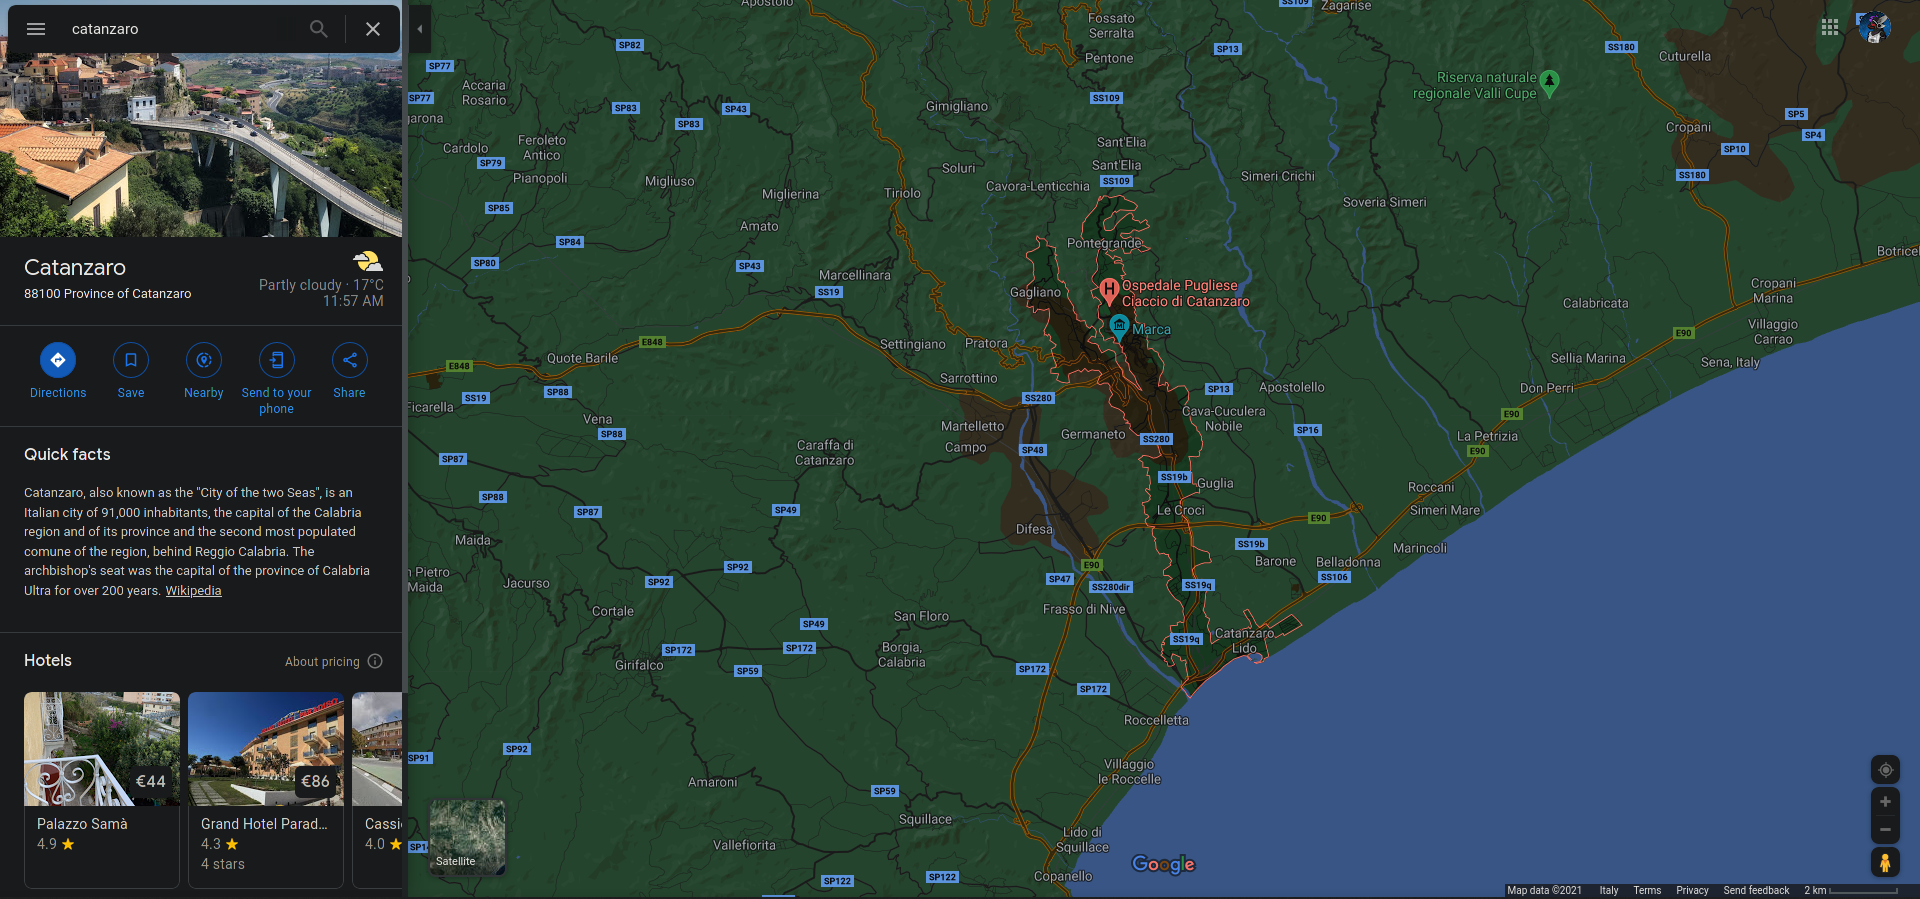 catanzaro
Catanzaro
88100 Province of Catanzaro
Partly cloudy · 17°C
11:57 AM
Directions
Save
Nearby
Send to your
phone
Share
Quick facts
Catanzaro, also known as the "City of the two Seas", is an
Italian city of 91,000 inhabitants, the capital of the Calabria
region and of its province and the second most populated
comune of the region, behind Reggio Calabria. The
archbishop's seat was the capital of the province of Calabria
Ultra for over 200 years. Wikipedia
Hotels
About pricing
€44
€86
Palazzo Samà
4.9
Grand Hotel Parad...
4.3
4 stars
Cassi
4.0
Apostolo
Fossato
Serralta
SS109
Zagarise
SP82
SP13
SS180
Pentone
Cuturella
SP77
Accaria
Rosario
Riserva naturale
regionale Valli Cupe
SP77
SP83
SP43
Gimigliano
SS109
garona
SP83
SP5
Cropani
SP4
Feroleto
Antico
Cardolo
Sant'Elia
SP10
SP79
Soluri
Sant'Elia
SS109
Pianopoli
Migliuso
Miglierina
Tiriolo
Cavora-Lenticchia
Simeri Crichi
SS180
Soveria Simeri
SP85
Amato
SP84
Pontegrande
Botricel
SP80
SP43
Marcellinara
SS19
Gagliano
Ospedale Pugliese
Ciaccio di Catanzaro
Cropani
Marina
Calabricata
Marca
Villaggio
Carrao
E90
E848
Quote Barile
Settingiano
Pratora
Sellia Marina
Sena, Italy
E848
Sarrottino
Don Perri
SP88
SS19
SS280
SP13
Apostolello
Ficarella
Vena
SP88
Martelletto
Cava-Cuculera
Nobile
E90
SP16
Germaneto
SS280
La Petrizia
Caraffa di
Catanzaro
Campo
SP48
E90
SP87
SS19b
Guglia
Roccani
SP88
SP87
SP49
Le Croci
Simeri Mare
E90
Difesa
Maida
SS19b
Marincoli
E90
Barone
Belladonna
n Pietro
Maida
Jacurso
SP92
SP92
SP47
SS280dir
SS19q
SS106
Cortale
San Floro
Frasso di Nive
SP49
Catanzaro
Lido
SS19q
SP172
SP172
Borgia,
Calabria
Girifalco
SP59
SP172
SP172
Roccelletta
SP92
SP91
Villaggio
le Roccelle
Amaroni
SP59
Squillace
Lido di
Squillace
SP14
Vallefiorita
Satellite
Google
SP122
SP122
Copanello
Map data ©2021
Italy
Terms
Privacy
Send feedback
2 km